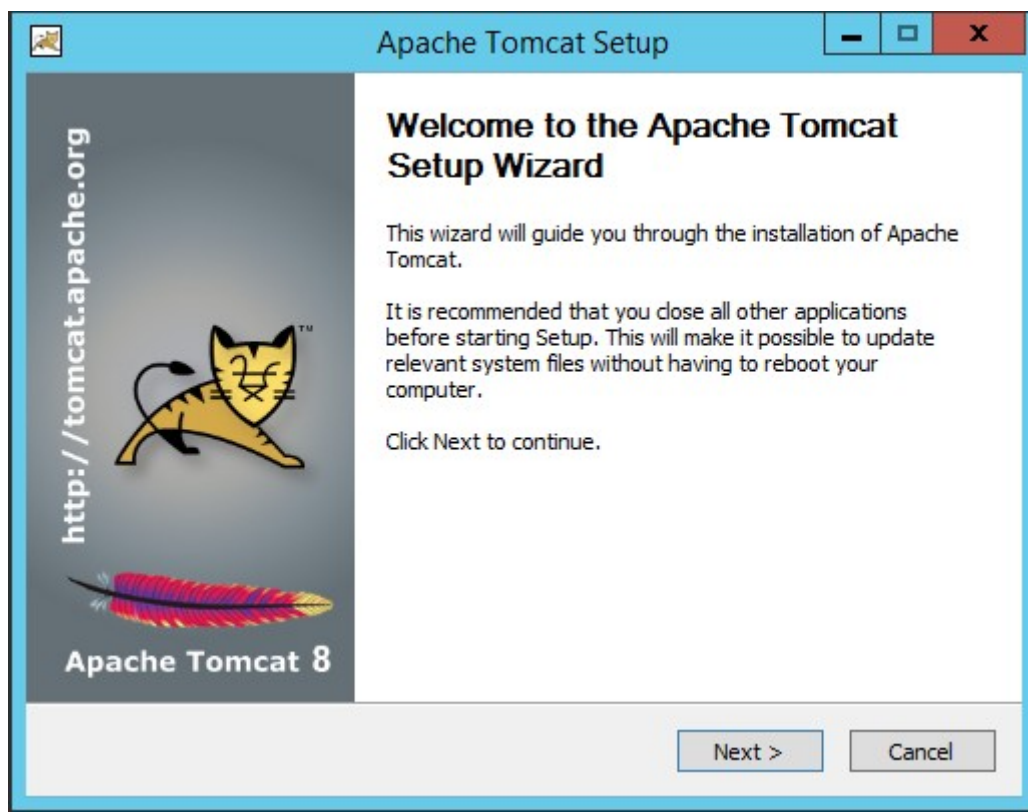 Apache Tomcat Setup
http://tomcat.apache.org
TM
Apache Tomcat 8
Welcome to the Apache Tomcat
Setup Wizard
This wizard will guide you through the installation of Apache
Tomcat.
It is recommended that you close all other applications
before starting Setup. This will make it possible to update
relevant system files without having to reboot your
computer.
Click Next to continue.
Next >
Cancel